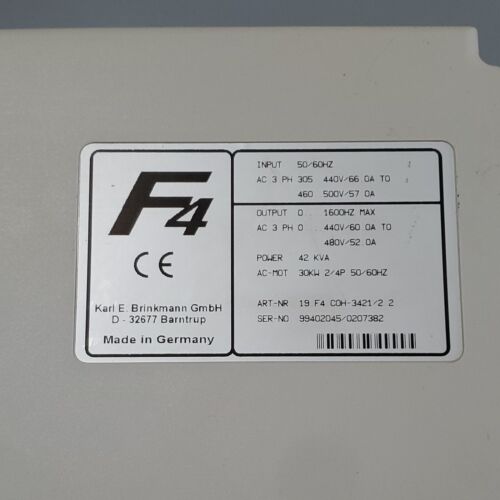 F4
CE
Karl E. Brinkmann GmbH
D - 32677 Barntrup
Made in Germany
INPUT 50/60HZ
AC 3 PH 305 440V/66.0A TO
460 500V/57.0A
OUTPUT 0... 1600HZ MAX
AC 3 PH 0... 440V/60.0A TO
480V/52.0A
POWER 42 KVA
AC-MOT 30KW 2/4P 50/60HZ
ART-NR 19.F4.COH-3421/2.2
SER-NO 99402045/0207382